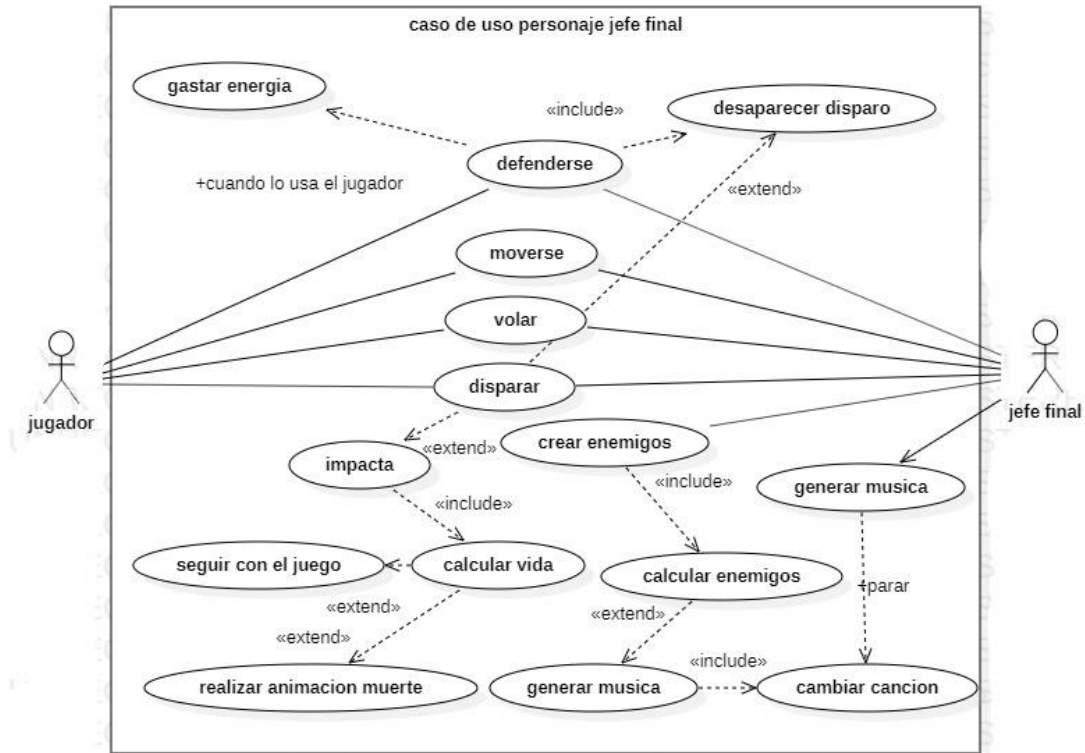 caso de uso personaje jefe final
gastar energia
«include»
desaparecer disparo
defenderse
+cuando lo usa el jugador
«extend»
moverse
volar
disparar
jugador
jefe final
«extend»
crear enemigos
impacta
«include»
generar musica
«include»
seguir con el juego
calcular vida
calcular enemigos
+parar
«extend»
«extend»
«extend»
«include»
realizar animacion muerte
generar musica
cambiar cancion